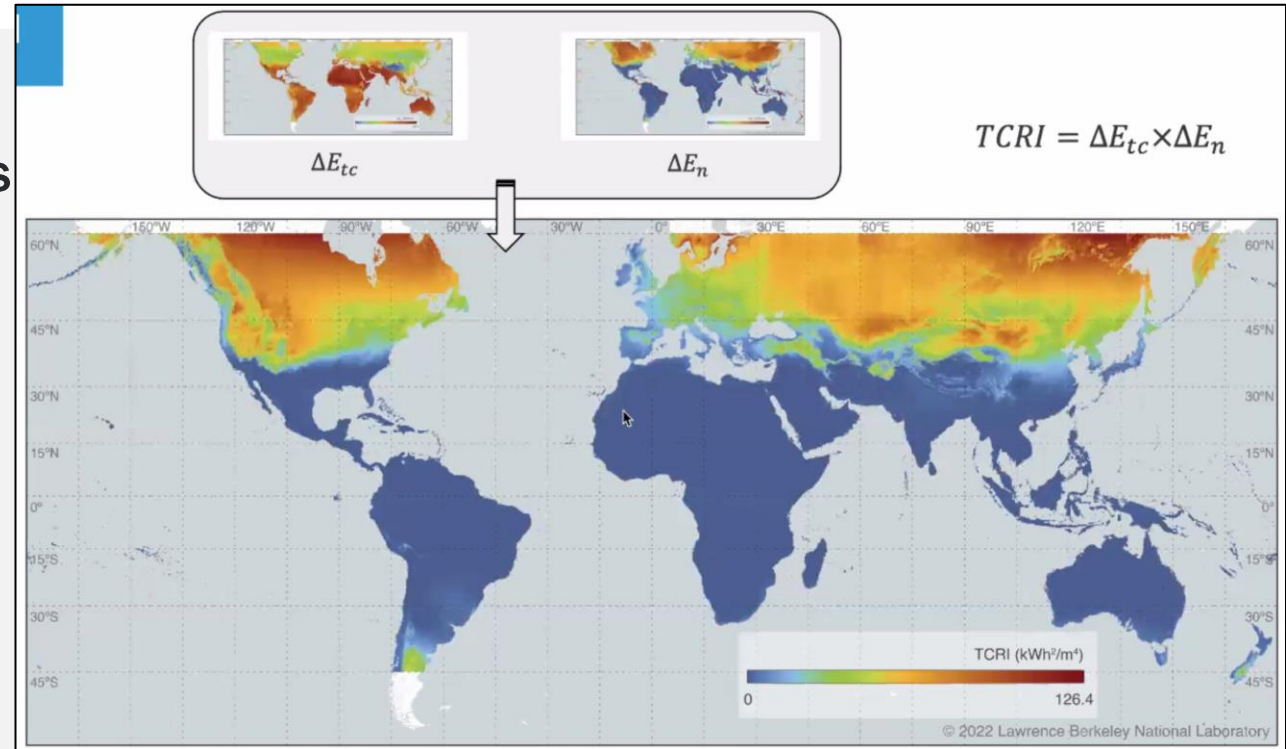 s
ΔE_tc
ΔE_n
TCRI = ΔE_tc×ΔE_n
150°W 120°W 90°W 60°W 30°W 0° 30°E 60°E 90°E 120°E 150°E
60°N 60°N
45°N 45°N
30°N 30°N
15°N 15°N
0° 0°
15°S 15°S
30°S 30°S
45°S 45°S
TCRI (kWh²/m⁴)
0 126.4
© 2022 Lawrence Berkeley National Laboratory